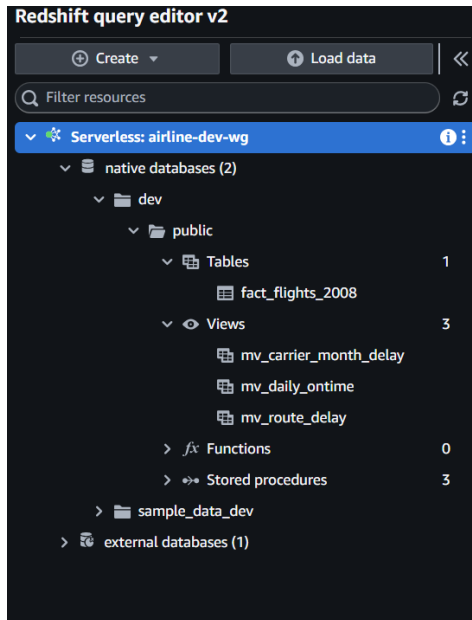 Redshift query editor v2
Create
Load data
Filter resources
Serverless: airline-dev-wg
native databases (2)
dev
public
Tables 1
fact_flights_2008
Views 3
mv_carrier_month_delay
mv_daily_ontime
mv_route_delay
fx Functions 0
Stored procedures 3
sample_data_dev
external databases (1)